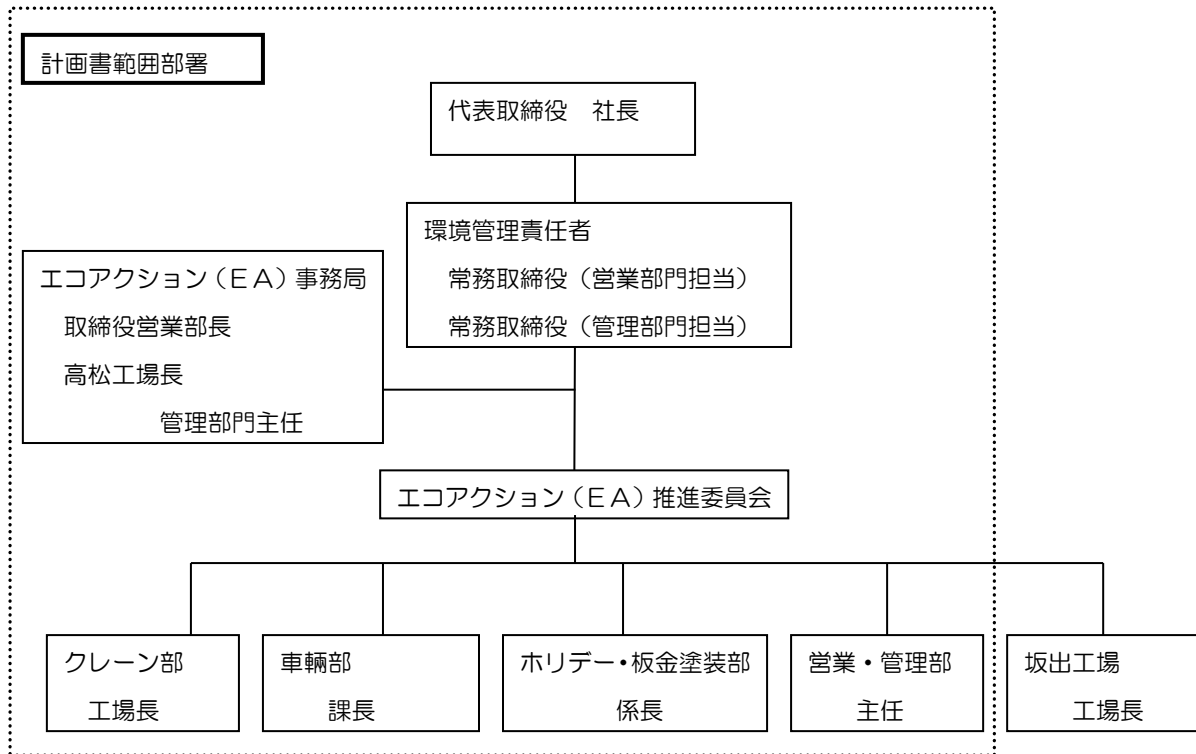 計画書範囲部署
代表取締役　社長
環境管理責任者
常務取締役（営業部門担当）
常務取締役（管理部門担当）
エコアクション（ＥＡ）事務局
取締役営業部長
高松工場長
管理部門主任
エコアクション（ＥＡ）推進委員会
クレーン部
工場長
車輛部
課長
ホリデー・板金塗装部
係長
営業・管理部
主任
坂出工場
工場長